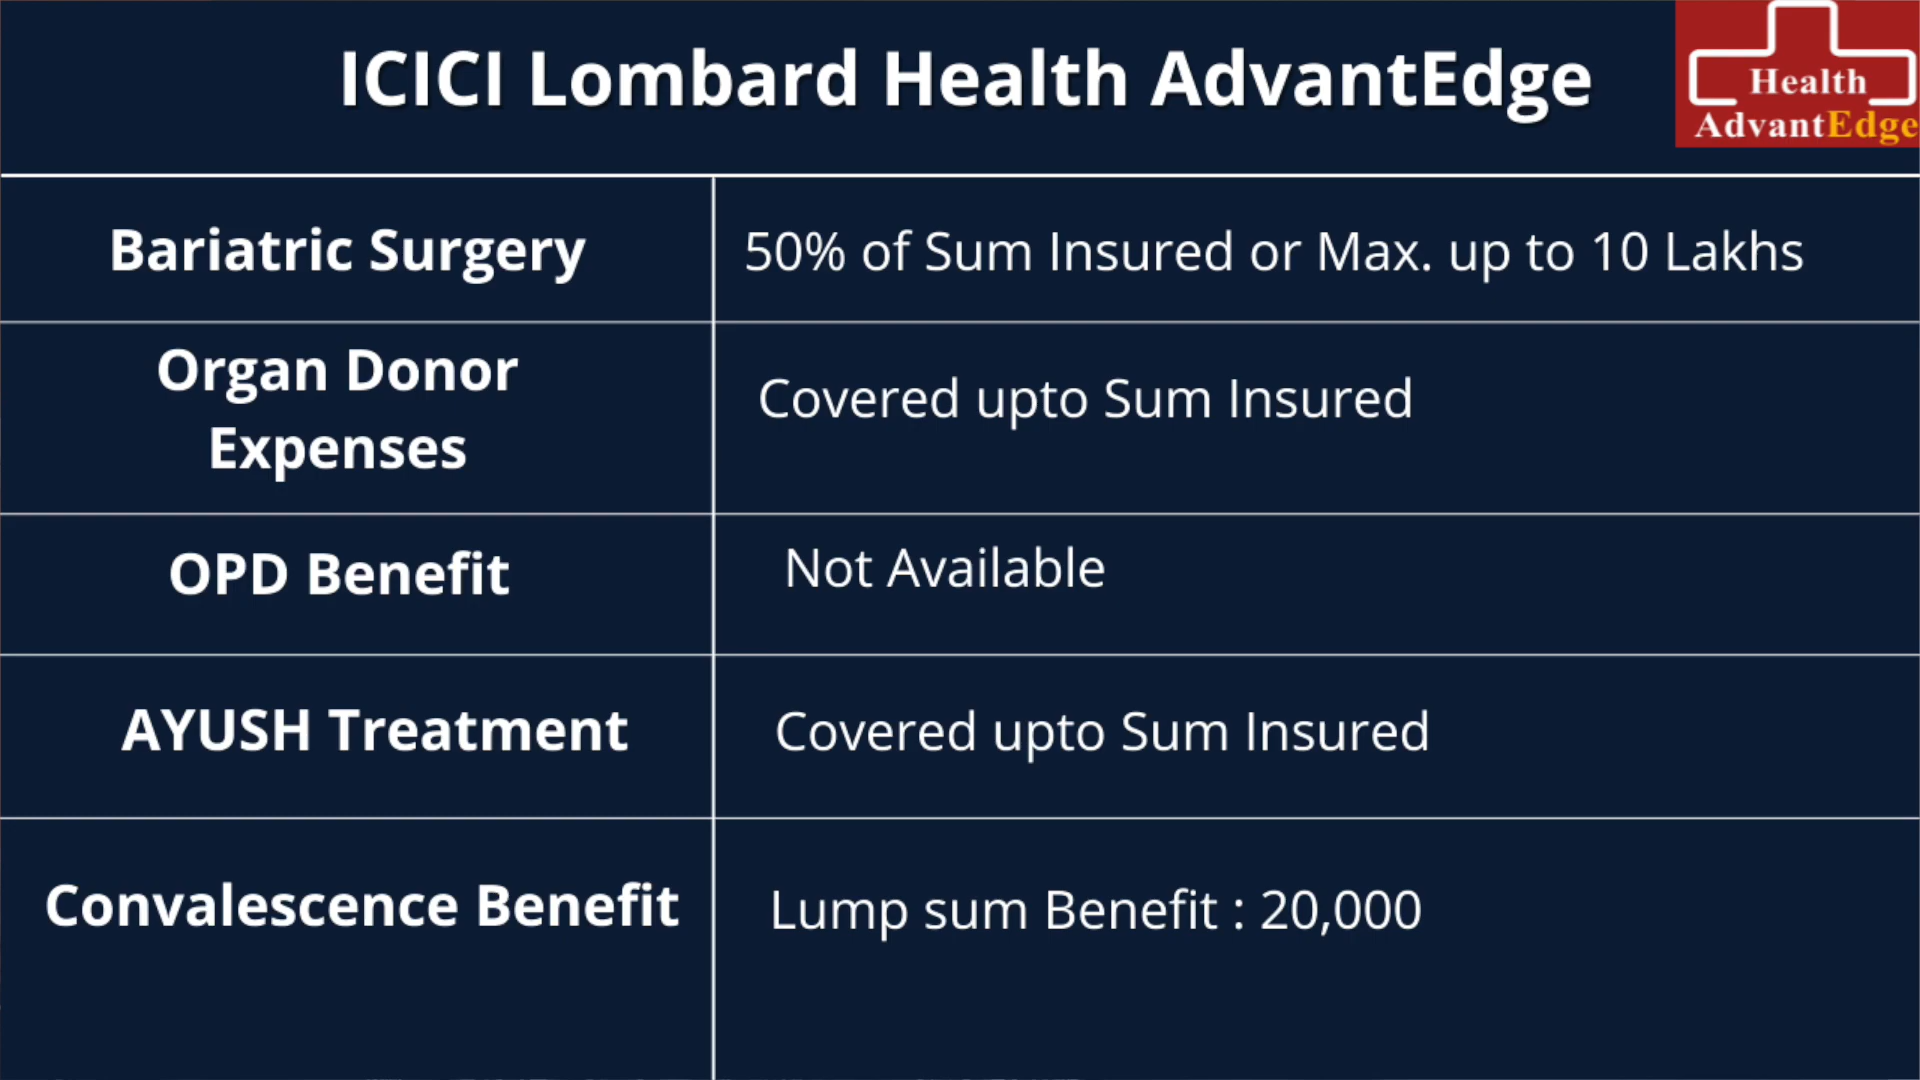 ICICI Lombard Health AdvantEdge
Health
AdvantEdge
Bariatric Surgery
50% of Sum Insured or Max. up to 10 Lakhs
Organ Donor
Expenses
Covered upto Sum Insured
OPD Benefit
Not Available
AYUSH Treatment
Covered upto Sum Insured
Convalescence Benefit
Lump sum Benefit : 20,000